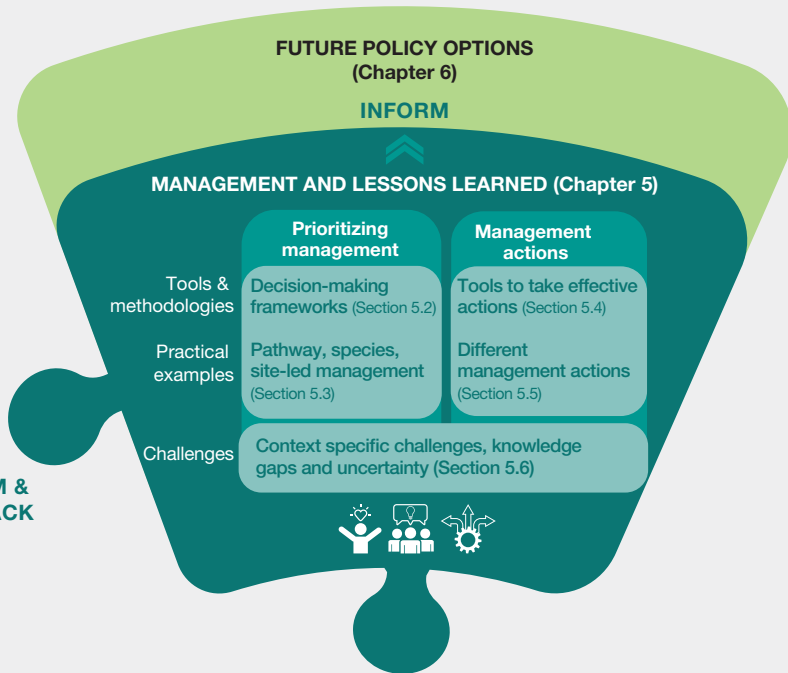 FUTURE POLICY OPTIONS
(Chapter 6)
INFORM
MANAGEMENT AND LESSONS LEARNED (Chapter 5)
Prioritizing
management
Management
actions
Tools &
methodologies
Decision-making
frameworks (Section 5.2)
Tools to take effective
actions (Section 5.4)
Practical
examples
Pathway, species,
site-led management
(Section 5.3)
Different
management actions
(Section 5.5)
Challenges
Context specific challenges, knowledge
gaps and uncertainty (Section 5.6)
&